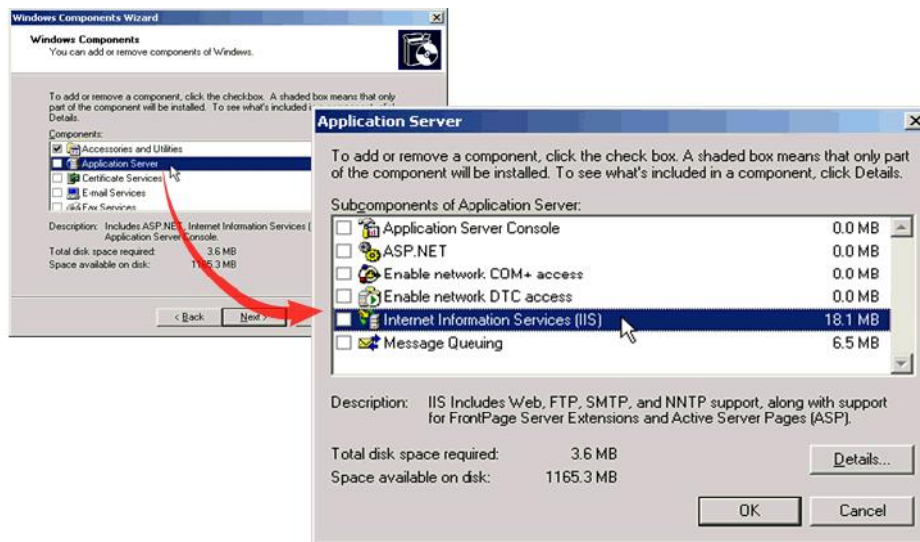 Windows Components Wizard
Windows Components
You can add or remove components of Windows.
To add or remove a component, click the checkbox. A shaded box means that only
part of the component will be installed. To see what's included
Details.
Components:
Accessories and Utilities
Application Server
Certificate Services
E-mail Services
Fax Services
Description: Includes ASP.NET, Internet Information Services (
Application Server Console.
Total disk space required: 3.6 MB
Space available on disk: 1165.3 MB
< Back
Next >
Application Server
To add or remove a component, click the check box. A shaded box means that only part
of the component will be installed. To see what's included in a component, click Details.
Subcomponents of Application Server:
Application Server Console 0.0 MB
ASP.NET 0.0 MB
Enable network COM+ access 0.0 MB
Enable network DTC access 0.0 MB
Internet Information Services (IIS) 18.1 MB
Message Queuing 6.5 MB
Description: IIS Includes Web, FTP, SMTP, and NNTP support, along with support
for FrontPage Server Extensions and Active Server Pages (ASP).
Total disk space required: 3.6 MB
Details...
Space available on disk: 1165.3 MB
OK
Cancel